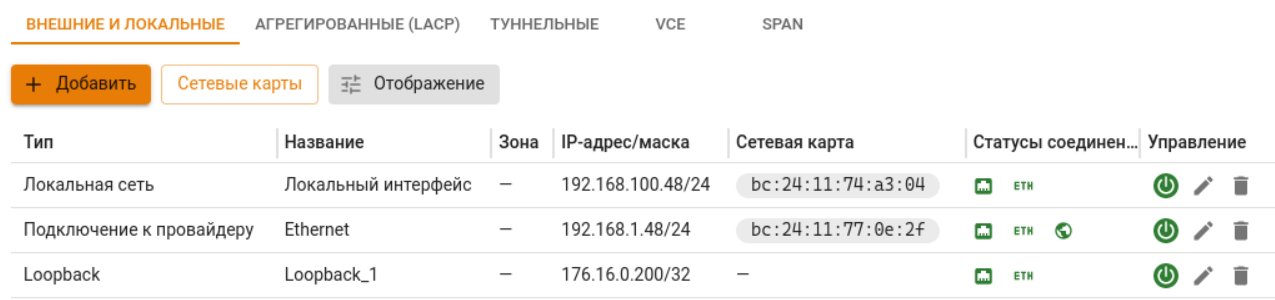 ВНЕШНИЕ И ЛОКАЛЬНЫЕ АГРЕГИРОВАННЫЕ (LACP) ТУННЕЛЬНЫЕ VCE SPAN
+ Добавить Сетевые карты Отображение
Тип Название Зона IP-адрес/маска Сетевая карта Статусы соединен... Управление
Локальная сеть Локальный интерфейс — 192.168.100.48/24 bc:24:11:74:a3:04 ETH
Подключение к провайдеру Ethernet — 192.168.1.48/24 bc:24:11:77:0e:2f ETH
Loopback Loopback_1 — 176.16.0.200/32 — ETH